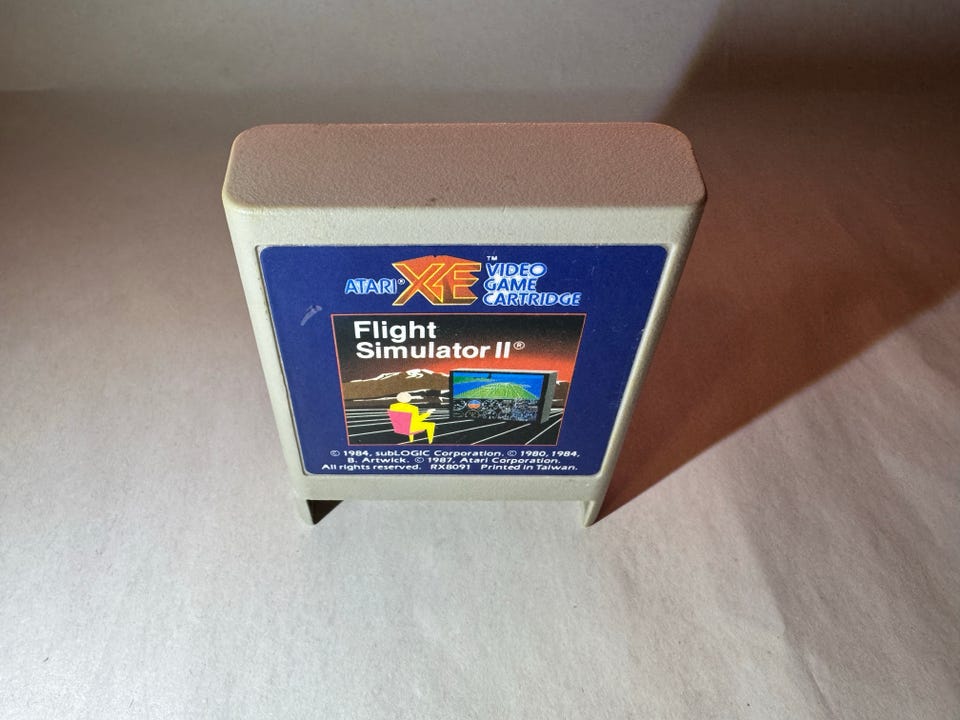 ATARI® XE™ VIDEO
GAME
CARTRIDGE
Flight
Simulator II®
© 1984, subLOGIC Corporation. © 1980, 1984,
B. Artwick. © 1987, Atari Corporation.
All rights reserved. RX8091 Printed in Taiwan.